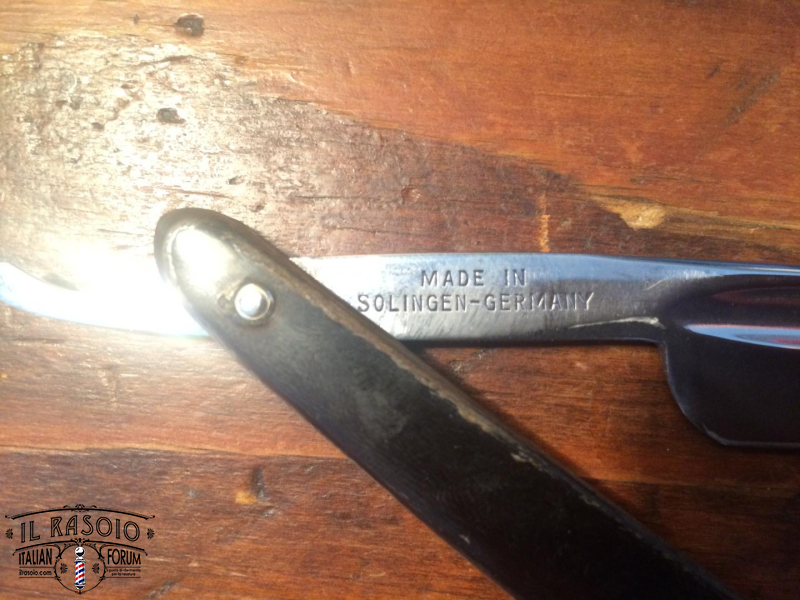 MADE IN
SOLINGEN-GERMANY
IL RASOIO
ITALIAN FORUM
ilrasoio.com